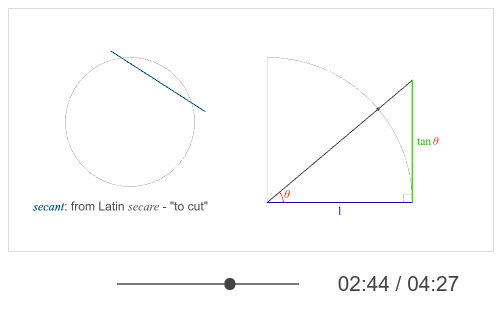 tan θ
θ
secant: from Latin secare - "to cut"
1
02:44 / 04:27